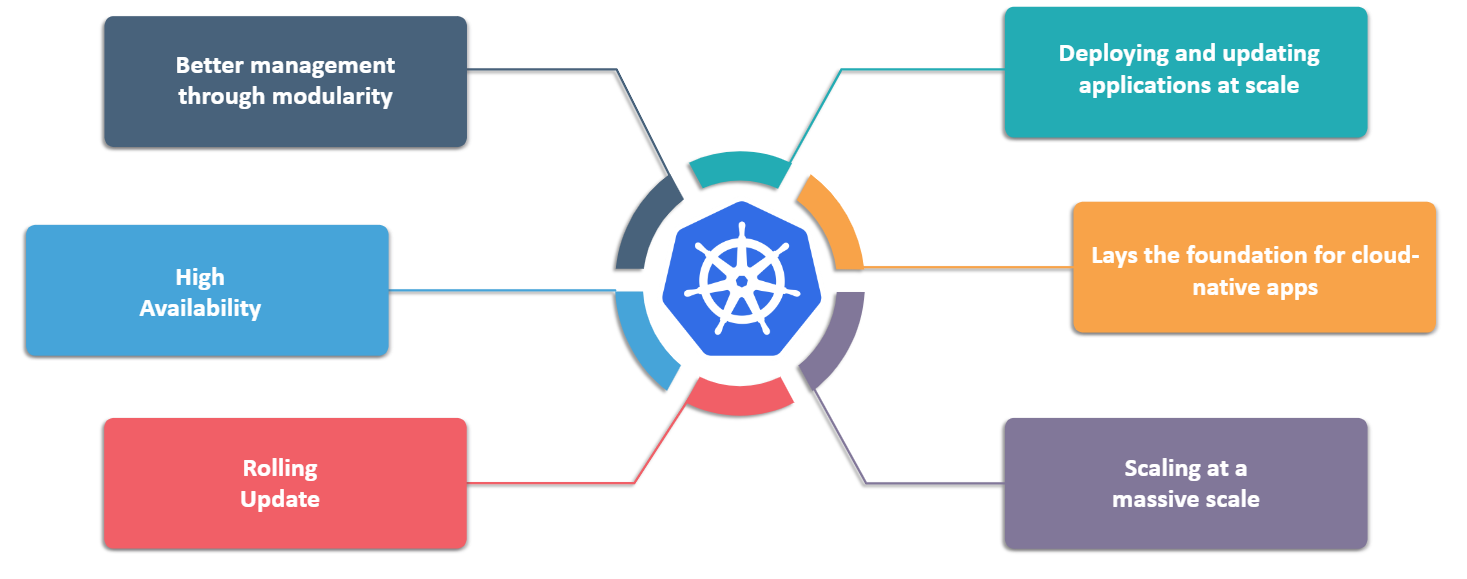 Better management
through modularity
Deploying and updating
applications at scale
High
Availability
Lays the foundation for cloud-
native apps
Rolling
Update
Scaling at a
massive scale